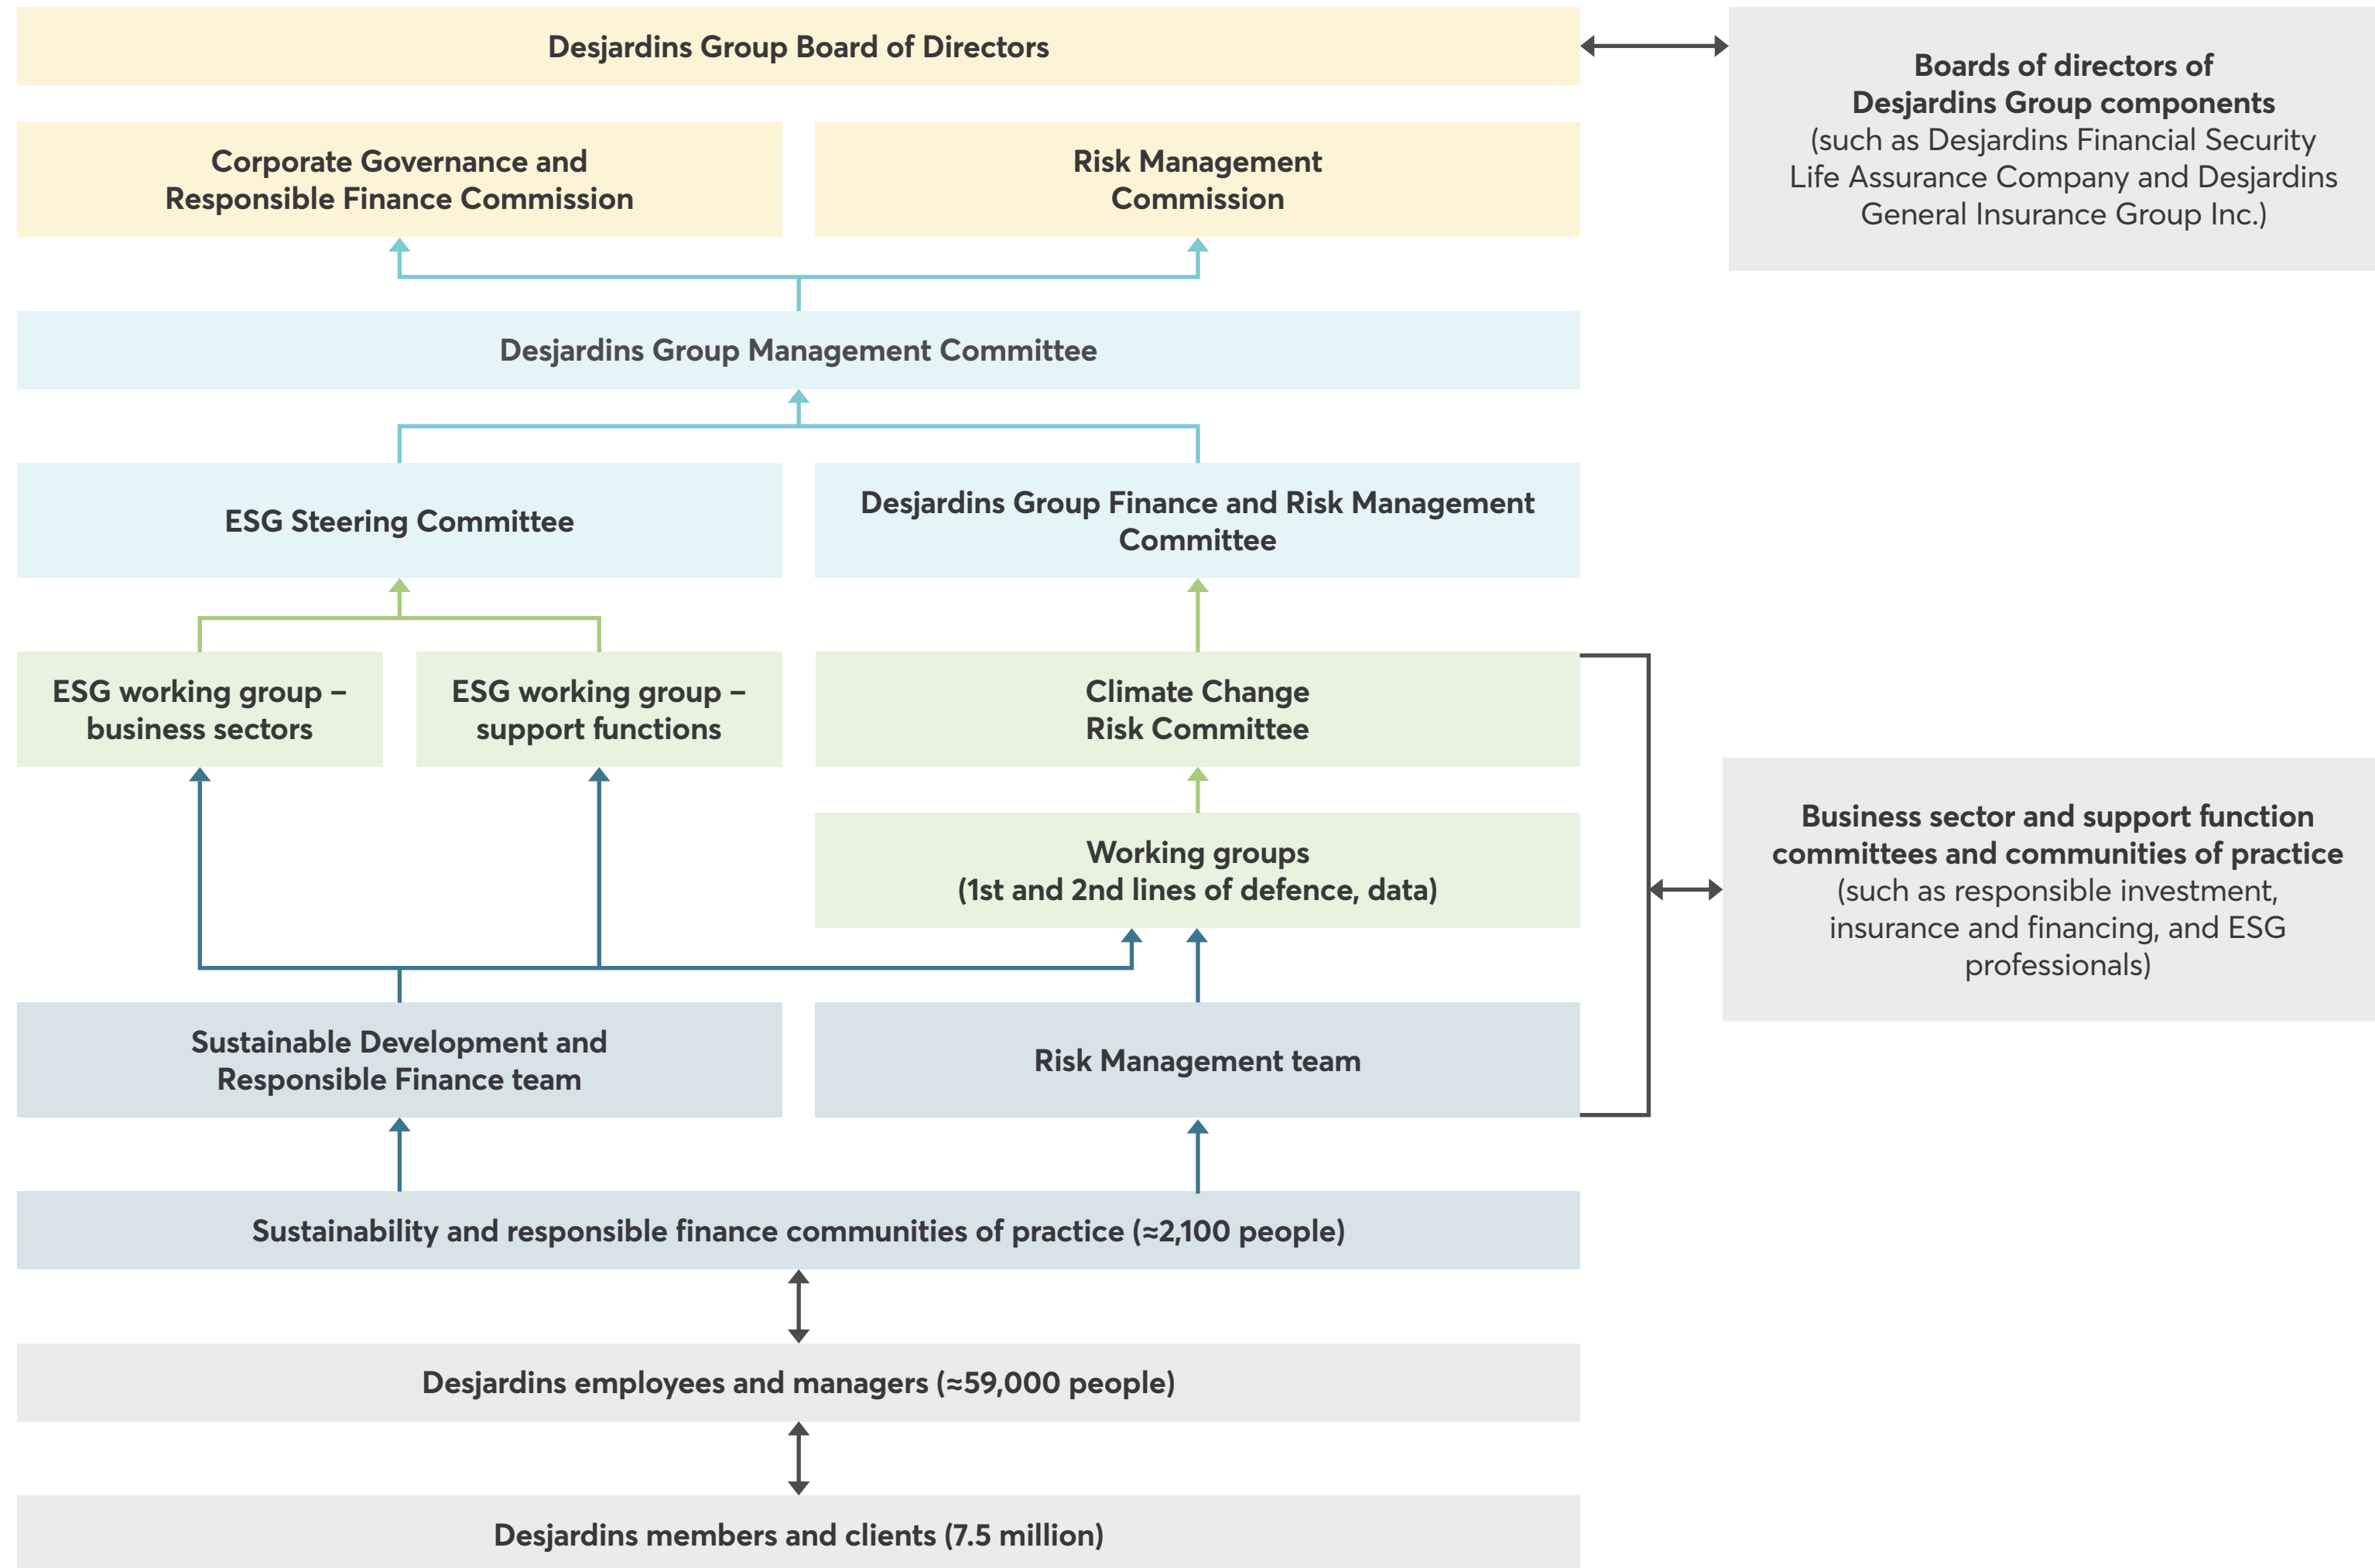 Desjardins Group Board of Directors
Boards of directors of
Desjardins Group components
(such as Desjardins Financial Security
Life Assurance Company and Desjardins
General Insurance Group Inc.)
Corporate Governance and
Responsible Finance Commission
Risk Management
Commission
Desjardins Group Management Committee
ESG Steering Committee
Desjardins Group Finance and Risk Management
Committee
ESG working group –
business sectors
ESG working group –
support functions
Climate Change
Risk Committee
Working groups
(1st and 2nd lines of defence, data)
Business sector and support function
committees and communities of practice
(such as responsible investment,
insurance and financing, and ESG
professionals)
Sustainable Development and
Responsible Finance team
Risk Management team
Sustainability and responsible finance communities of practice (≈2,100 people)
Desjardins employees and managers (≈59,000 people)
Desjardins members and clients (7.5 million)